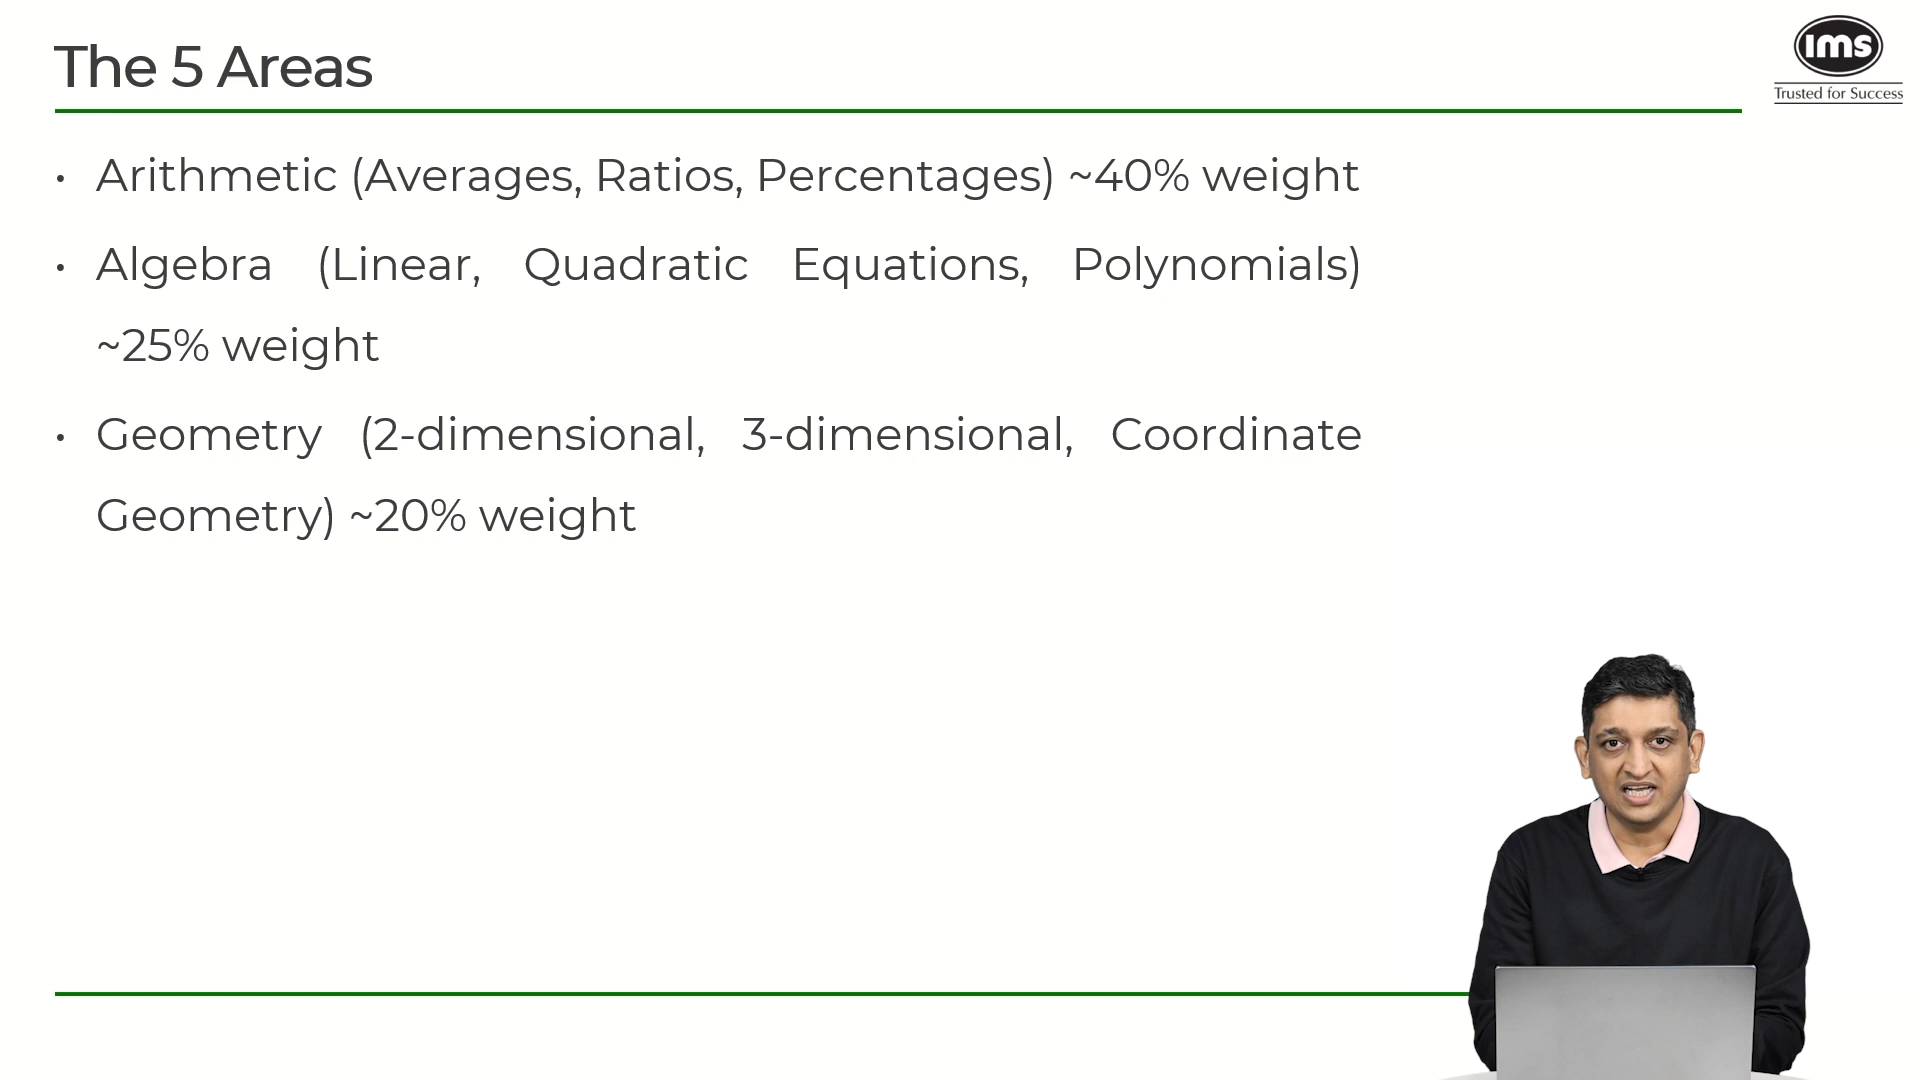 The 5 Areas
ims
Trusted for Success
• Arithmetic (Averages, Ratios, Percentages) ~40% weight
• Algebra (Linear, Quadratic Equations, Polynomials)
~25% weight
• Geometry (2-dimensional, 3-dimensional, Coordinate
Geometry) ~20% weight